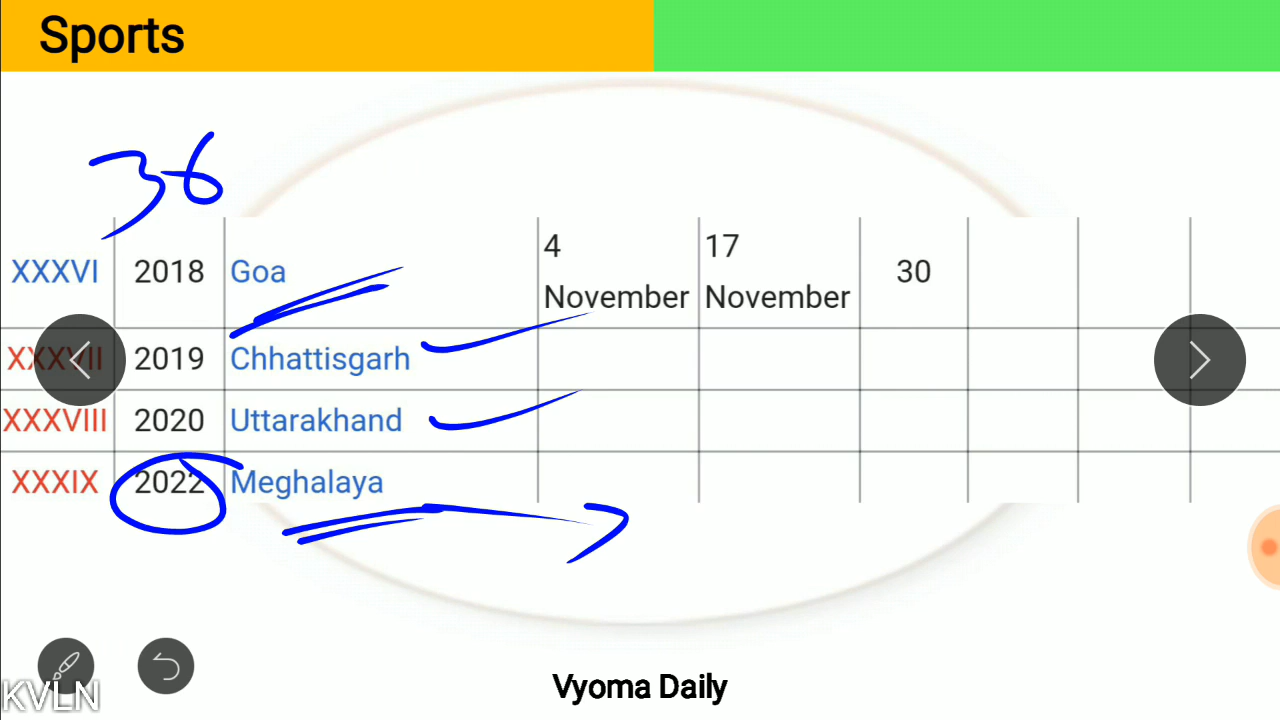 Sports
36
XXXVI 2018 Goa 4 November 17 November 30
XXXVII 2019 Chhattisgarh
XXXVIII 2020 Uttarakhand
XXXIX 2022 Meghalaya
Vyoma Daily
KVLN